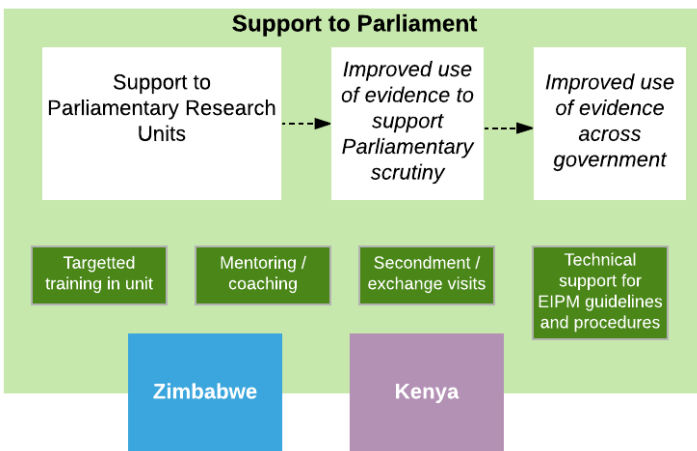 Support to Parliament
Support to
Parliamentary Research
Units
Improved use
of evidence to
support
Parliamentary
scrutiny
Improved use
of evidence
across
government
Targetted
training in unit
Mentoring /
coaching
Secondment /
exchange visits
Technical
support for
EIPM guidelines
and procedures
Zimbabwe
Kenya